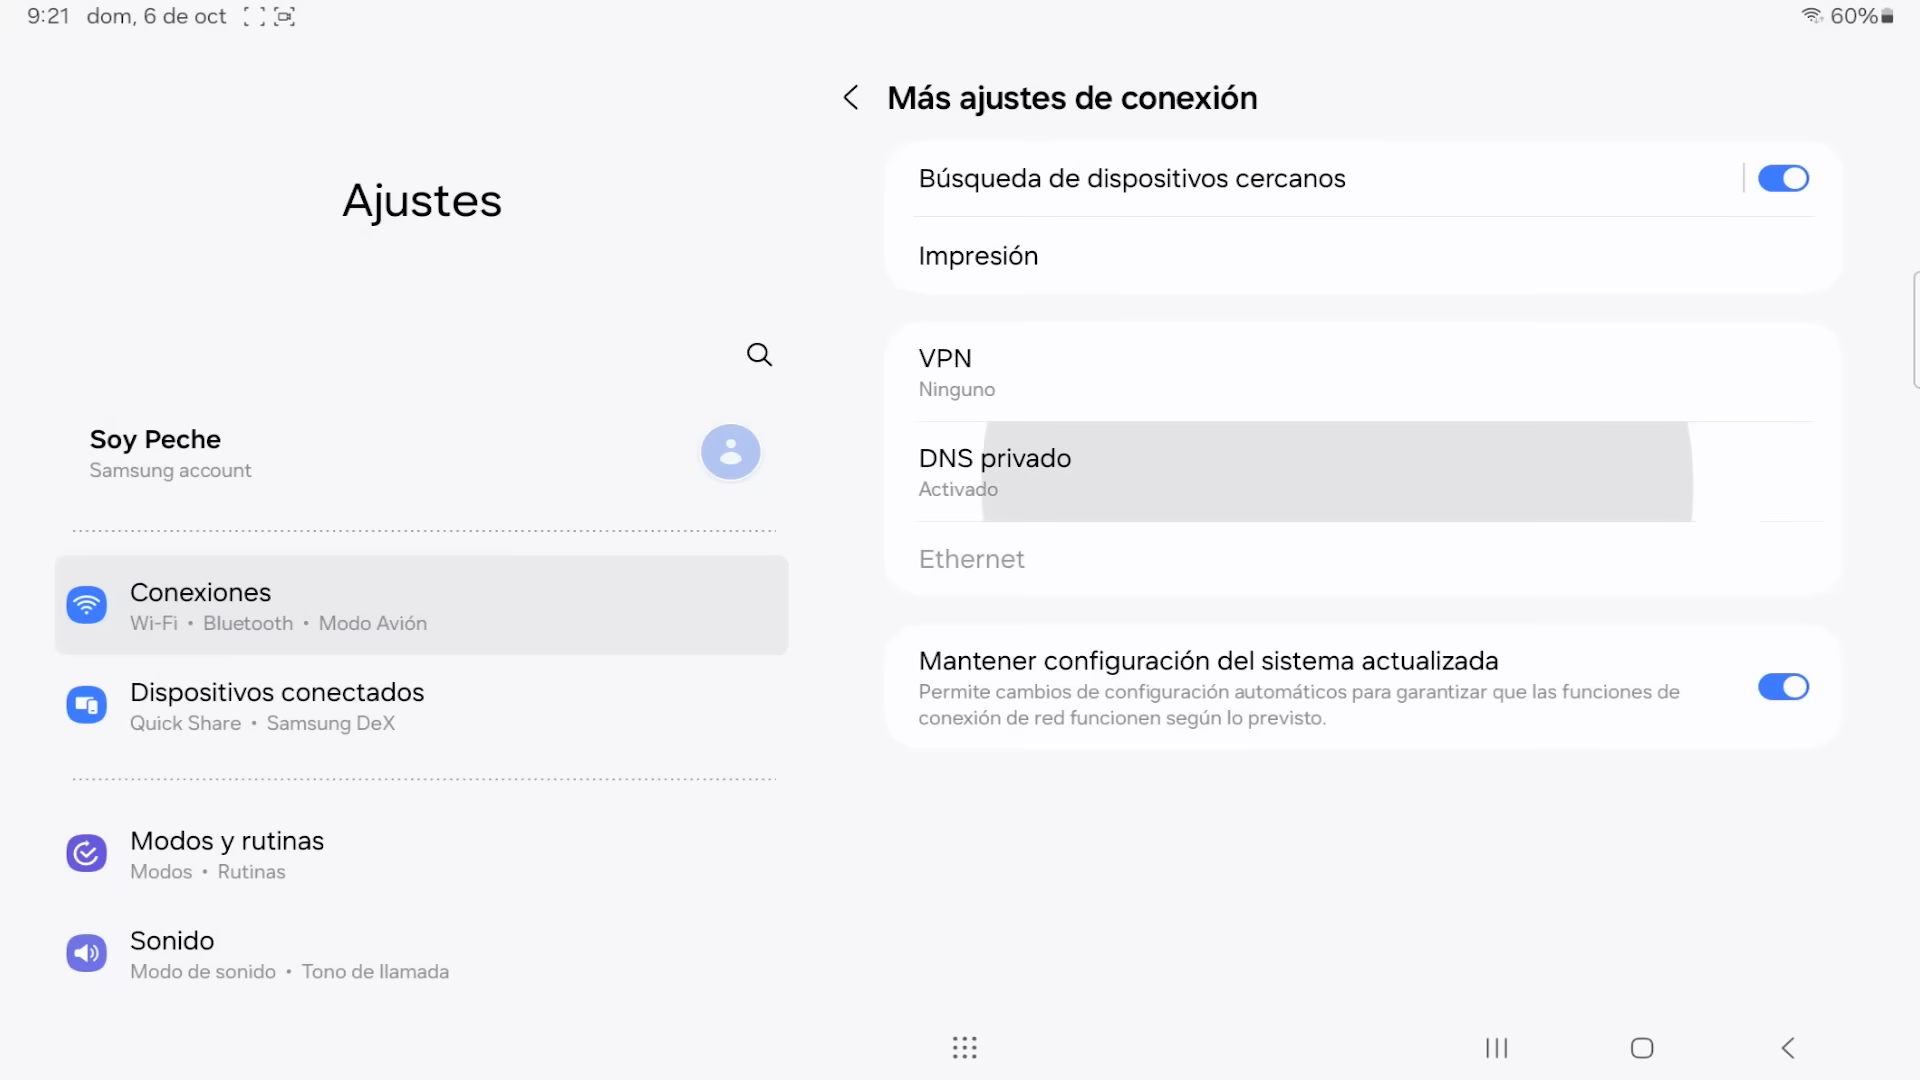 9:21 dom, 6 de oct
60%
Ajustes
Soy Peche
Samsung account
Conexiones
Wi-Fi • Bluetooth • Modo Avión
Dispositivos conectados
Quick Share • Samsung DeX
Modos y rutinas
Modos • Rutinas
Sonido
Modo de sonido • Tono de llamada
Más ajustes de conexión
Búsqueda de dispositivos cercanos
Impresión
VPN
Ninguno
DNS privado
Activado
Ethernet
Mantener configuración del sistema actualizada
Permite cambios de configuración automáticos para garantizar que las funciones de
conexión de red funcionen según lo previsto.